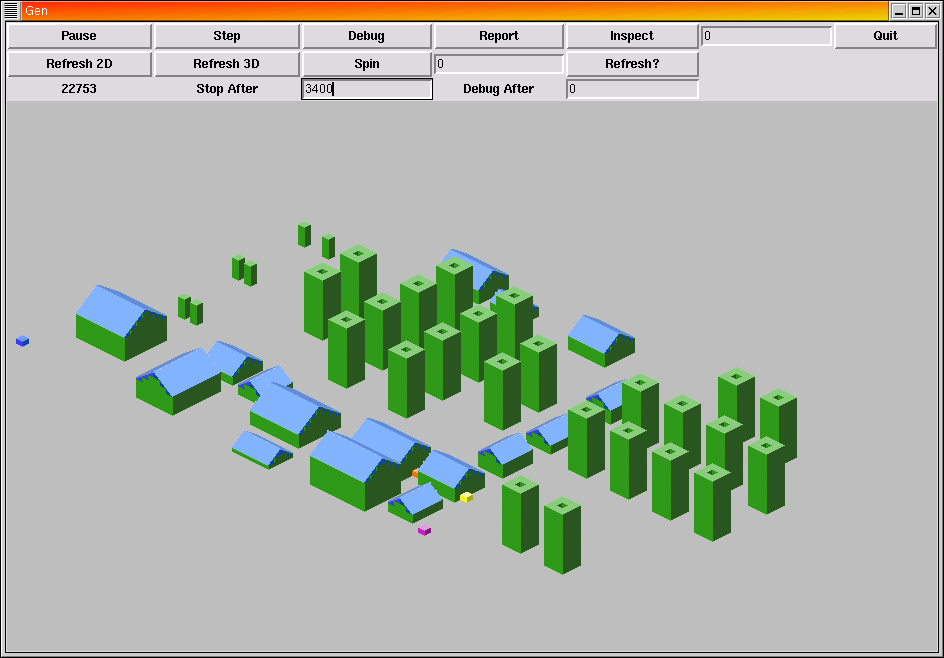 Gen
Pause Step Debug Report Inspect 0 Quit
Refresh 2D Refresh 3D Spin 0 Refresh?
22753 Stop After 3400 Debug After 0